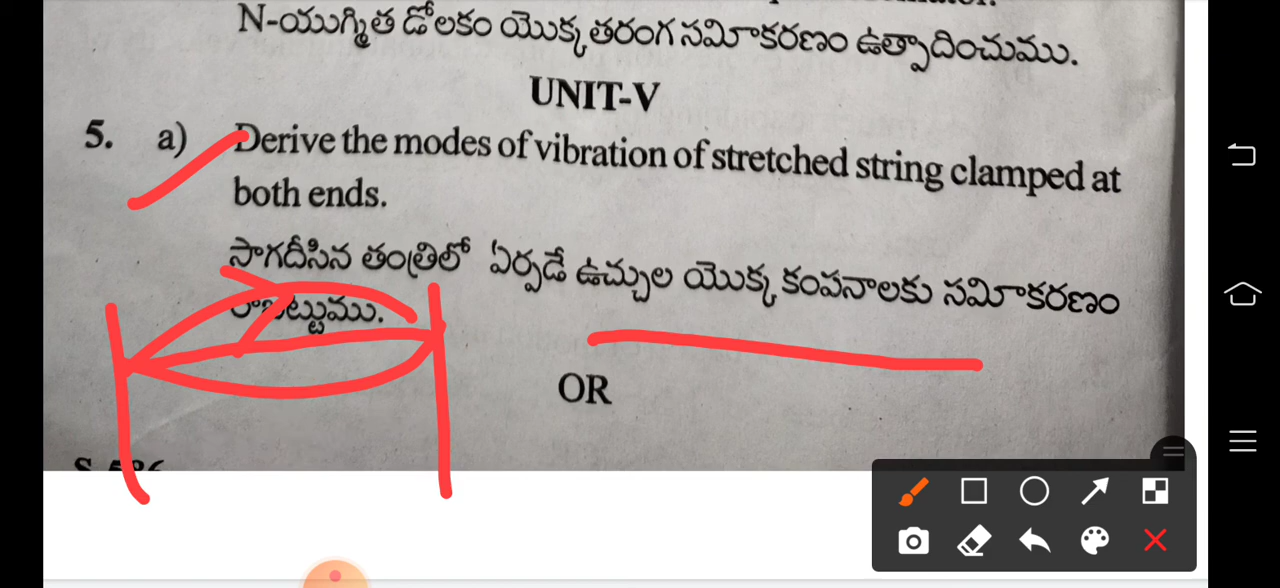 N-యుగ్మిత డోలకం యొక్క తరంగ సమీకరణం ఉత్పాదించుము.
UNIT-V
5. a) Derive the modes of vibration of stretched string clamped at
both ends.
సాగదీసిన తంత్రిలో ఏర్పడే ఉచ్చుల యొక్క కంపనాలకు సమీకరణం
OR